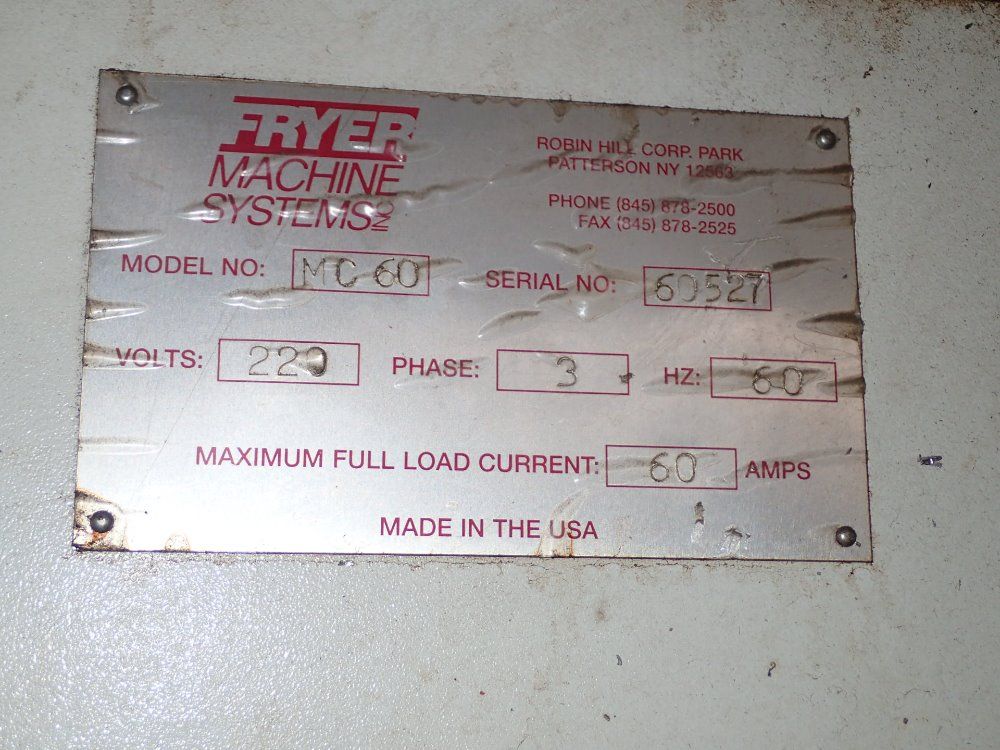 FRYER
MACHINE
SYSTEMS INC
ROBIN HILL CORP. PARK
PATTERSON NY 12563
PHONE (845) 878-2500
FAX (845) 878-2525
MODEL NO: MC 60
SERIAL NO: 60527
VOLTS: 220 PHASE: 3 HZ: 60
MAXIMUM FULL LOAD CURRENT: 60 AMPS
MADE IN THE USA